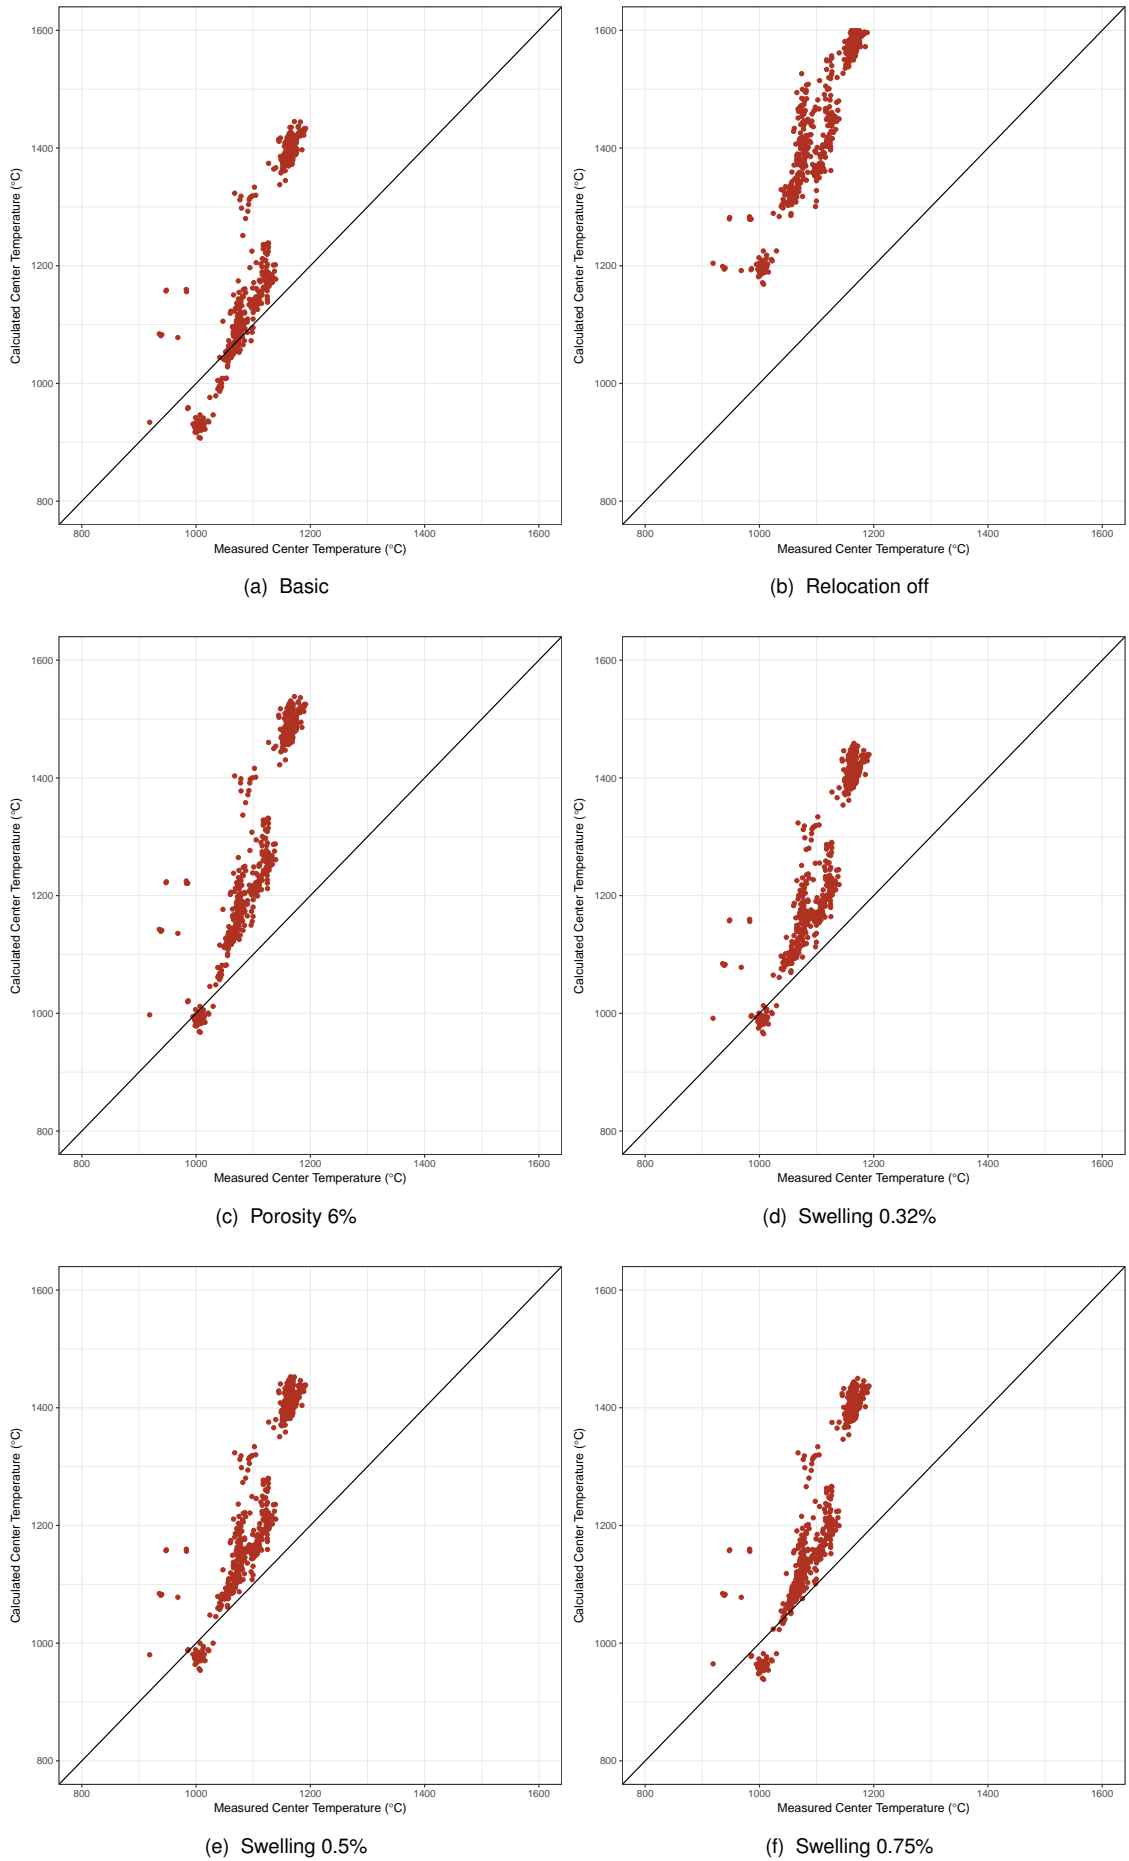 1600
1400
1200
1000
800
Calculated Center Temperature (°C)
800 1000 1200 1400 1600
Measured Center Temperature (°C)
(a) Basic
1600
1400
1200
1000
800
Calculated Center Temperature (°C)
800 1000 1200 1400 1600
Measured Center Temperature (°C)
(b) Relocation off
1600
1400
1200
1000
800
Calculated Center Temperature (°C)
800 1000 1200 1400 1600
Measured Center Temperature (°C)
(c) Porosity 6%
1600
1400
1200
1000
800
Calculated Center Temperature (°C)
800 1000 1200 1400 1600
Measured Center Temperature (°C)
(d) Swelling 0.32%
1600
1400
1200
1000
800
Calculated Center Temperature (°C)
800 1000 1200 1400 1600
Measured Center Temperature (°C)
(e) Swelling 0.5%
1600
1400
1200
1000
800
Calculated Center Temperature (°C)
800 1000 1200 1400 1600
Measured Center Temperature (°C)
(f) Swelling 0.75%